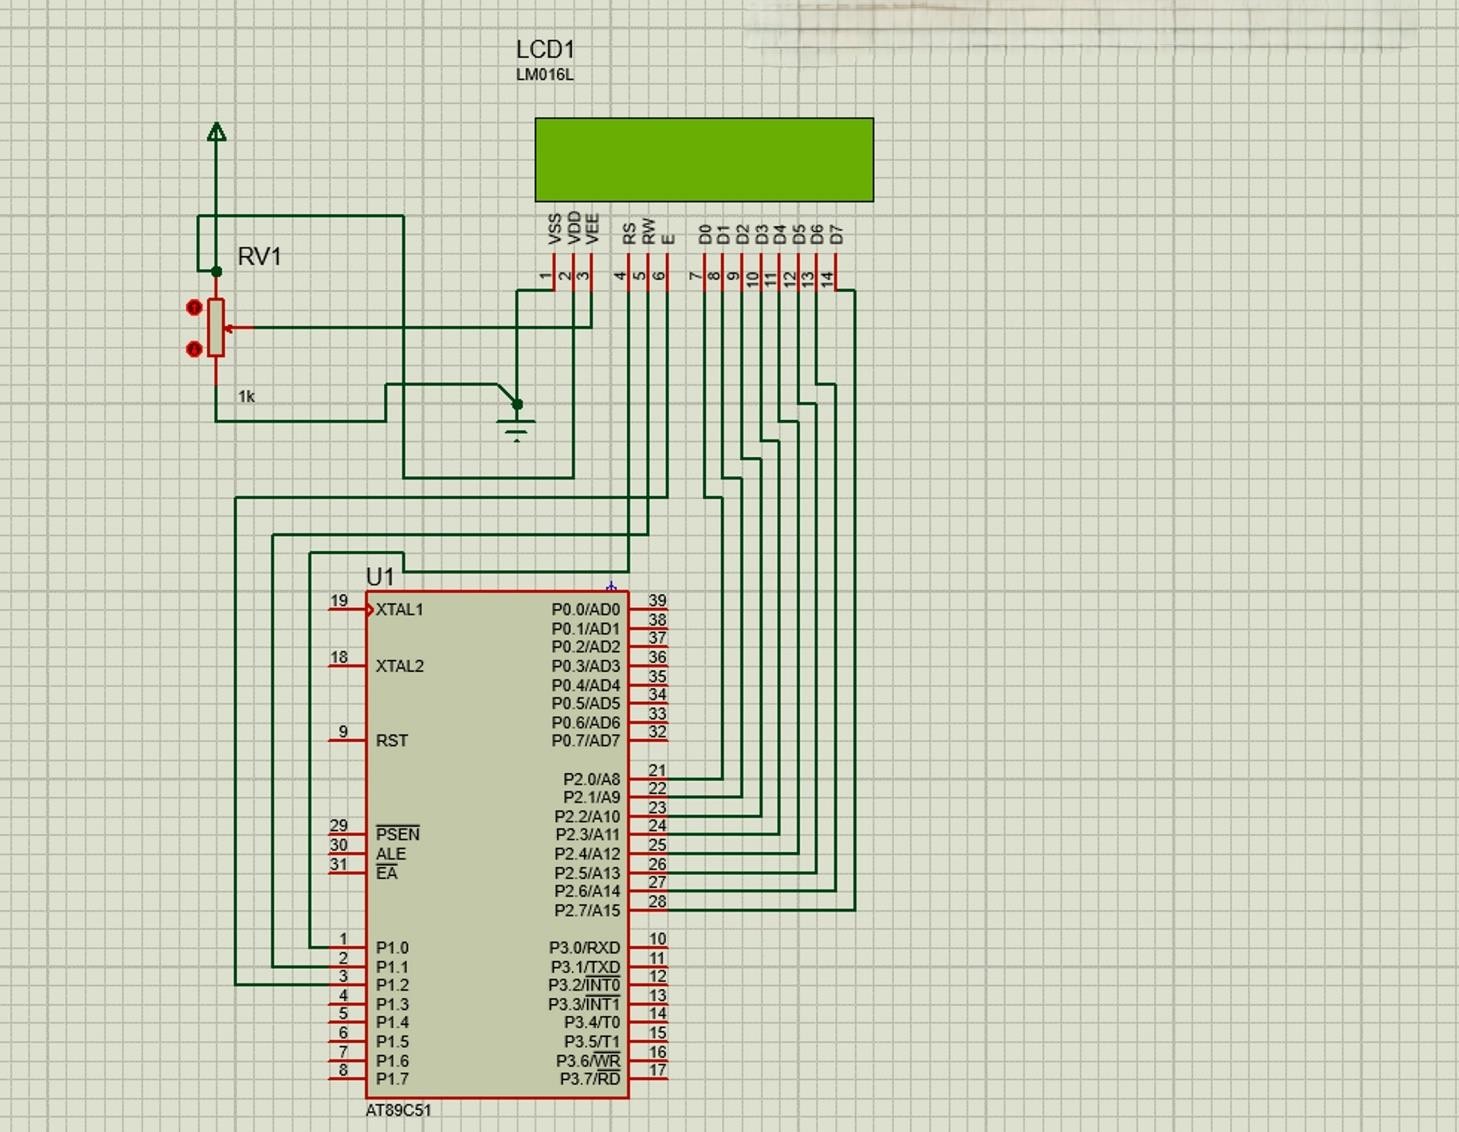 LCD1
LM016L
RV1
1k
VSS
VDD
VEE
RS
RW
E
D0
D1
D2
D3
D4
D5
D6
D7
1
2
3
4
5
6
7
8
9
10
11
12
13
14
U1
19 XTAL1
18 XTAL2
9 RST
29 PSEN
30 ALE
31 EA
1 P1.0
2 P1.1
3 P1.2
4 P1.3
5 P1.4
6 P1.5
7 P1.6
8 P1.7
P0.0/AD0 39
P0.1/AD1 38
P0.2/AD2 37
P0.3/AD3 36
P0.4/AD4 35
P0.5/AD5 34
P0.6/AD6 33
P0.7/AD7 32
P2.0/A8 21
P2.1/A9 22
P2.2/A10 23
P2.3/A11 24
P2.4/A12 25
P2.5/A13 26
P2.6/A14 27
P2.7/A15 28
P3.0/RXD 10
P3.1/TXD 11
P3.2/INT0 12
P3.3/INT1 13
P3.4/T0 14
P3.5/T1 15
P3.6/WR 16
P3.7/RD 17
AT89C51